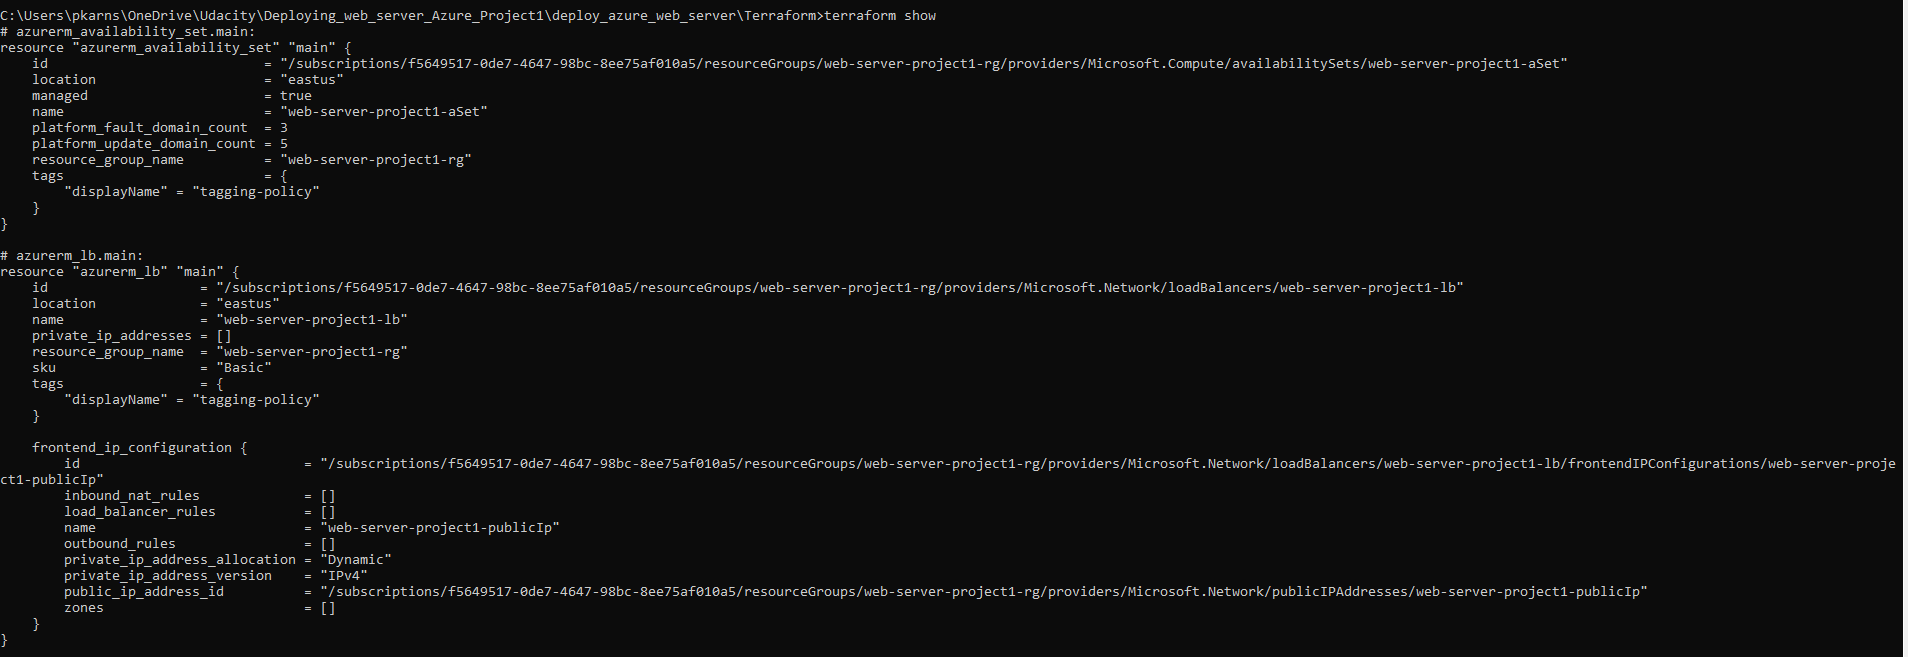 C:\Users\pkarns\OneDrive\Udacity\Deploying_web_server_Azure_Project1\deploy_azure_web_server\Terraform>terraform show
# azurerm_availability_set.main:
resource "azurerm_availability_set" "main" {
    id                           = "/subscriptions/f5649517-0de7-4647-98bc-8ee75af010a5/resourceGroups/web-server-project1-rg/providers/Microsoft.Compute/availabilitySets/web-server-project1-aSet"
    location                     = "eastus"
    managed                      = true
    name                         = "web-server-project1-aSet"
    platform_fault_domain_count  = 3
    platform_update_domain_count = 5
    resource_group_name          = "web-server-project1-rg"
    tags                         = {
        "displayName" = "tagging-policy"
    }
}

# azurerm_lb.main:
resource "azurerm_lb" "main" {
    id                   = "/subscriptions/f5649517-0de7-4647-98bc-8ee75af010a5/resourceGroups/web-server-project1-rg/providers/Microsoft.Network/loadBalancers/web-server-project1-lb"
    location             = "eastus"
    name                 = "web-server-project1-lb"
    private_ip_addresses = []
    resource_group_name  = "web-server-project1-rg"
    sku                  = "Basic"
    tags                 = {
        "displayName" = "tagging-policy"
    }

    frontend_ip_configuration {
        id                            = "/subscriptions/f5649517-0de7-4647-98bc-8ee75af010a5/resourceGroups/web-server-project1-rg/providers/Microsoft.Network/loadBalancers/web-server-project1-lb/frontendIPConfigurations/web-server-proje
ct1-publicIp"
        inbound_nat_rules             = []
        load_balancer_rules           = []
        name                          = "web-server-project1-publicIp"
        outbound_rules                = []
        private_ip_address_allocation = "Dynamic"
        private_ip_address_version    = "IPv4"
        public_ip_address_id          = "/subscriptions/f5649517-0de7-4647-98bc-8ee75af010a5/resourceGroups/web-server-project1-rg/providers/Microsoft.Network/publicIPAddresses/web-server-project1-publicIp"
        zones                         = []
    }
}